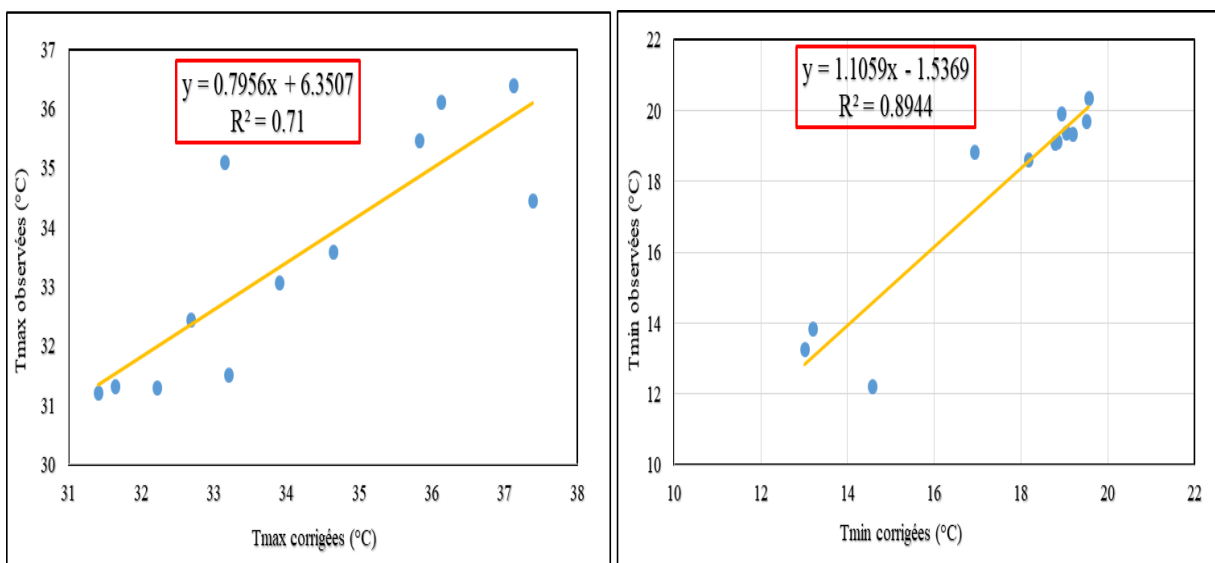 y = 0.7956x + 6.3507
R² = 0.71
Tmax observées (°C)
37
36
35
34
33
32
31
30
31 32 33 34 35 36 37 38
Tmax corrigées (°C)
y = 1.1059x - 1.5369
R² = 0.8944
Tmin observées (°C)
22
20
18
16
14
12
10
10 12 14 16 18 20 22
Tmin corrigées (°C)